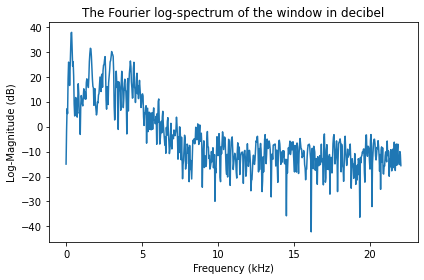 The Fourier log-spectrum of the window in decibel
Log-Magnitude (dB)
40
30
20
10
0
−10
−20
−30
−40
0 5 10 15 20
Frequency (kHz)